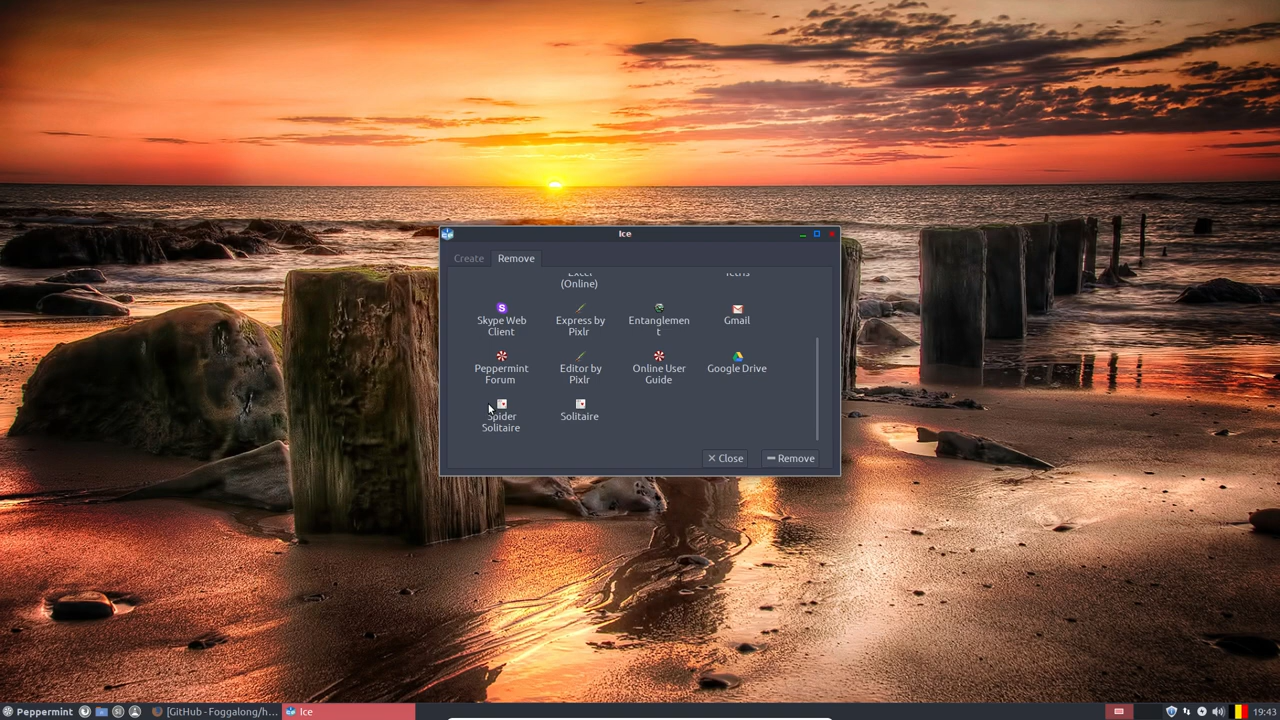 Ice
Create Remove
Excel Tetris
(Online)
Skype Web Express by Entanglemen Gmail
Client Pixlr t
Peppermint Editor by Online User Google Drive
Forum Pixlr Guide
Spider Solitaire
Solitaire
Close Remove
Peppermint [GitHub - Foggalong/h... Ice 19:43